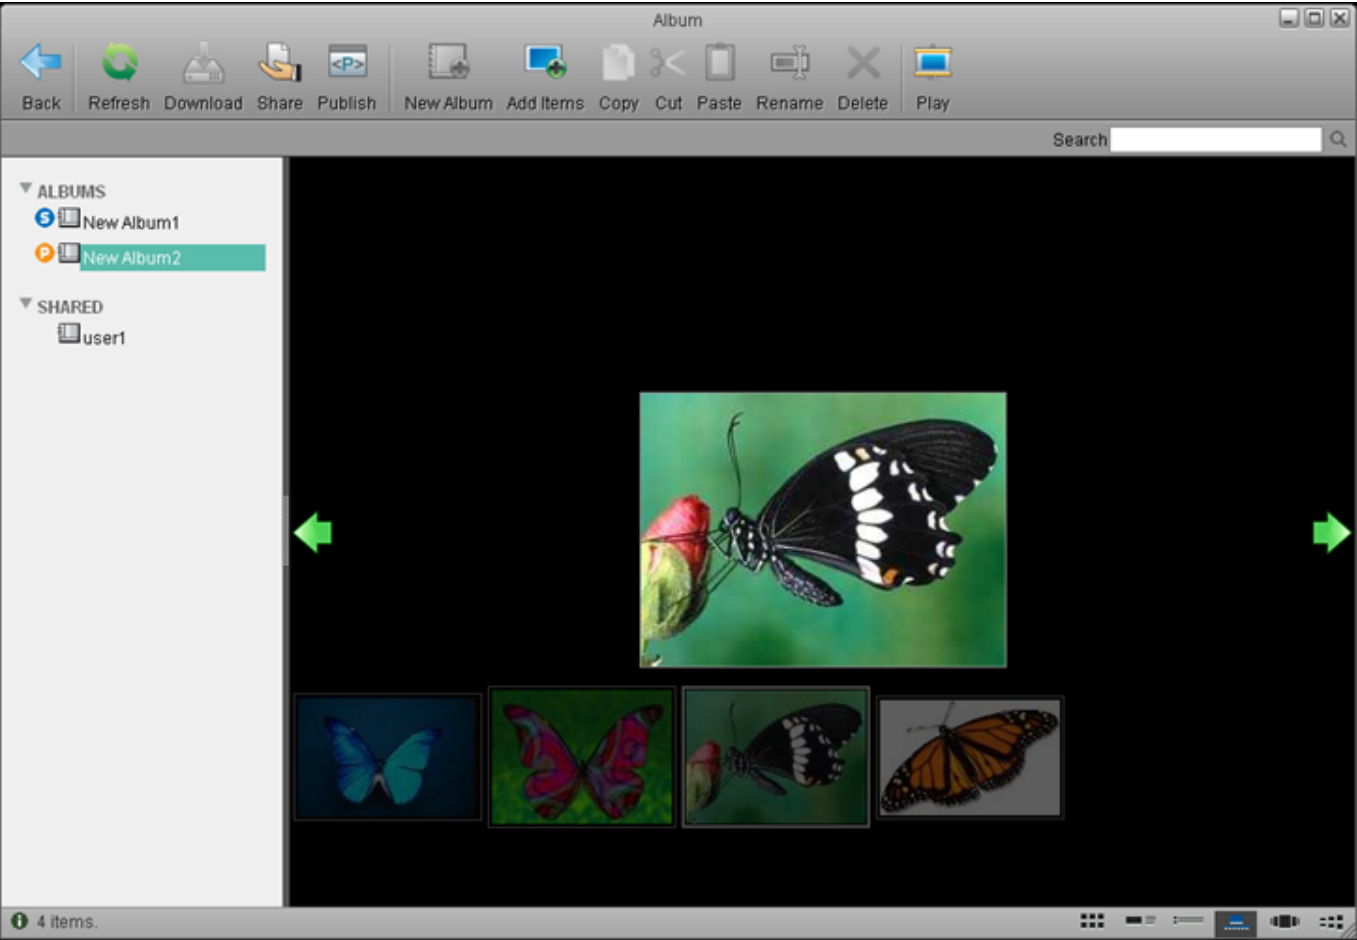 Album
Back Refresh Download Share <P> Publish New Album Add Items Copy Cut Paste Rename Delete Play
Search
ALBUMS
S New Album1
P New Album2
SHARED
user1
4 items.